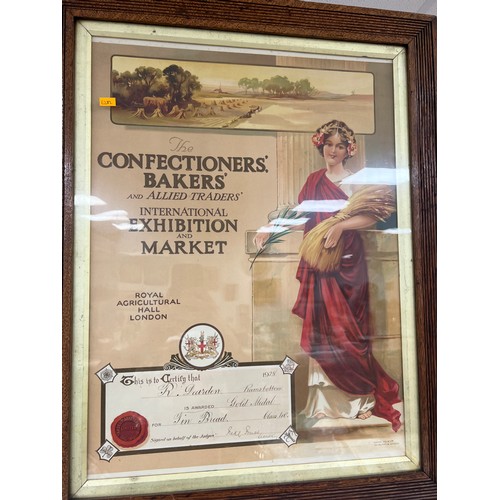 The
CONFECTIONERS'
BAKERS'
AND ALLIED TRADERS'
INTERNATIONAL
EXHIBITION
AND
MARKET
ROYAL
AGRICULTURAL
HALL
LONDON
This is to Certify that
R. Dearden
IS AWARDED Gold Medal
FOR Tin Bread
Signed on behalf of the Judges